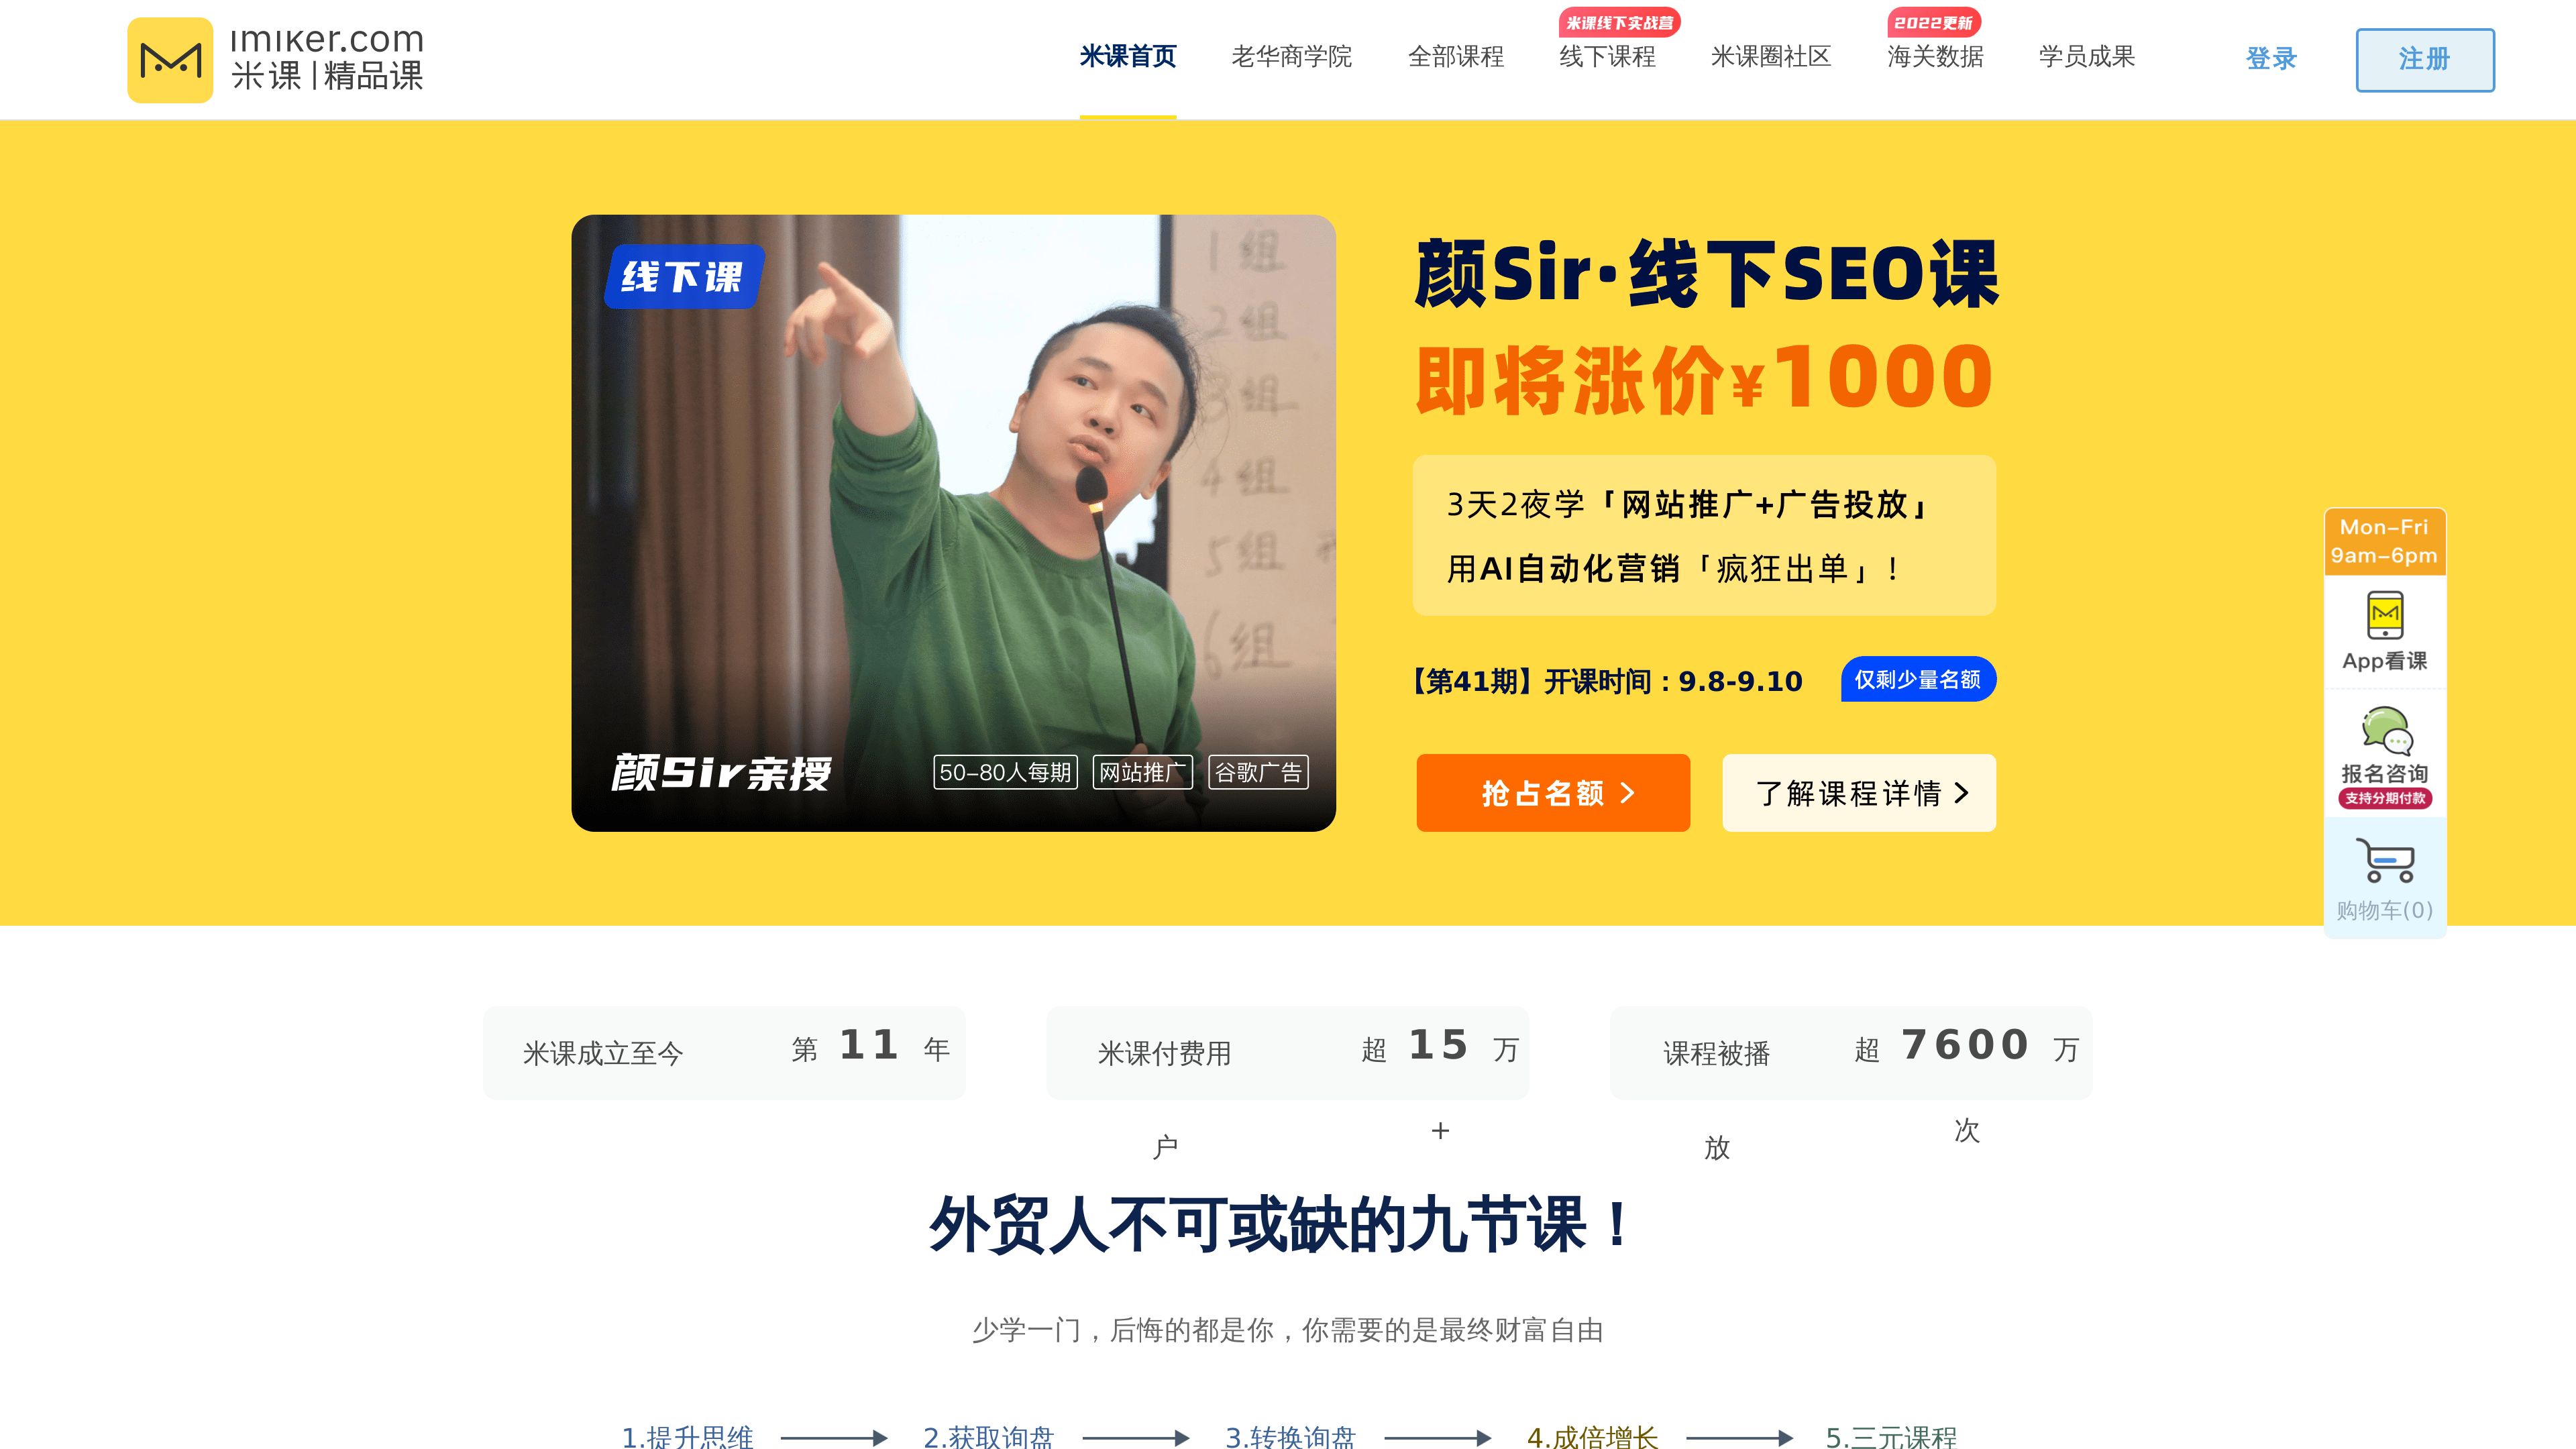 imiker.com
米课|精品课
米课首页
老华商学院
全部课程
米课线下实战营
线下课程
米课圈社区
2022更新
海关数据
学员成果
登录
注册
线下课
1组
2组
3组
4组
5组
6组
颜Sir亲授
50-80人每期
网站推广
谷歌广告
颜Sir·线下SEO课
即将涨价¥1000
3天2夜学「网站推广+广告投放」
用AI自动化营销「疯狂出单」!
【第41期】开课时间:9.8-9.10
仅剩少量名额
抢占名额
了解课程详情
Mon-Fri
9am-6pm
App看课
报名咨询
支持分期付款
购物车(0)
米课成立至今
第 11 年
米课付费用
户
超 15 万
+
课程被播
放
超 7600 万
次
外贸人不可或缺的九节课!
少学一门,后悔的都是你,你需要的是最终财富自由
1.提升思维
2.获取询盘
3.转换询盘
4.成倍增长
5.三元课程